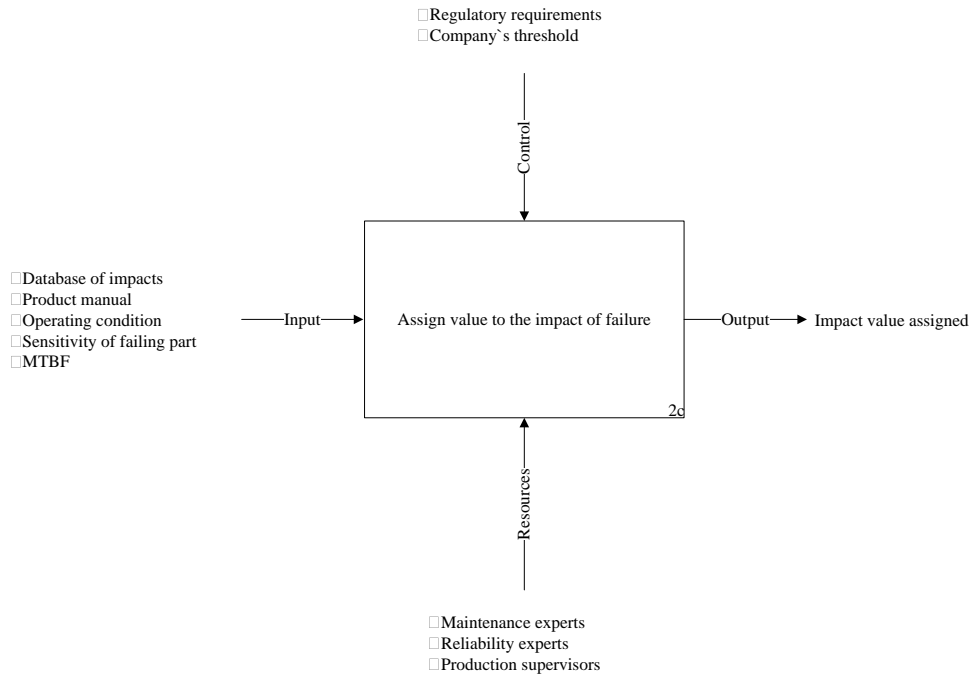 □Regulatory requirements
□Company`s threshold
Control
□Database of impacts
□Product manual
□Operating condition
□Sensitivity of failing part
□MTBF
Input
Assign value to the impact of failure
Output
Impact value assigned
2c
Resources
□Maintenance experts
□Reliability experts
□Production supervisors